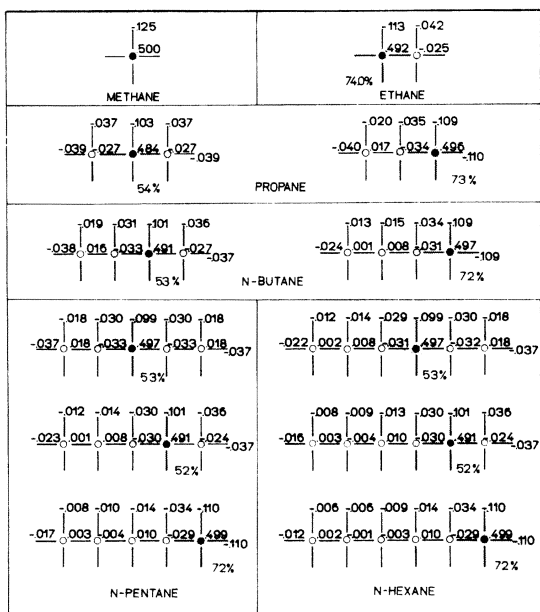 -.125 -.113 -.042
.500 .492 -.025
74.0%
METHANE ETHANE
-.037 -.103 -.037 -.020 -.035 -.109
-.039 -.027 .484 -.027 -.039 -.040 .017 -.034 .496 -.110
54% 73%
PROPANE
-.019 -.031 -.101 -.036 -.013 -.015 -.034 -.109
-.038 .016 -.033 .491 -.027 -.037 -.024 .001 .008 -.031 .497 -.109
53% 72%
N-BUTANE
-.018 -.030 -.099 -.030 -.018 -.012 -.014 -.029 -.099 -.030 -.018
-.037 .018 -.033 .497 -.033 .018 -.037 -.022 .002 .008 -.031 .497 -.032 .018 -.037
53% 53%
-.012 -.014 -.030 -.101 -.036 -.008 -.009 -.013 -.030 -.101 -.036
-.023 .001 .008 -.030 .491 -.024 -.037 -.016 .003 -.004 .010 -.030 .491 -.024 -.037
52% 52%
-.008 -.010 -.014 -.034 -.110 -.006 -.006 -.009 -.014 -.034 -.110
-.017 .003 -.004 .010 -.029 .499 -.110 -.012 .002 -.001 -.003 .010 -.029 .499 -.110
72% 72%
N-PENTANE N-HEXANE